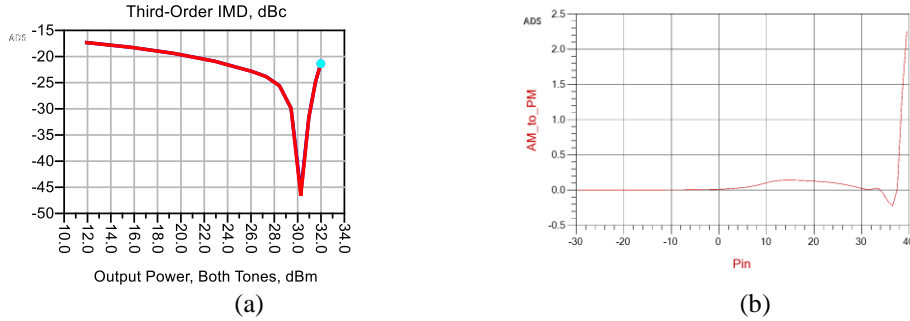 Third-Order IMD, dBc
ADS
-15
-20
-25
-30
-35
-40
-45
-50
10.0 12.0 14.0 16.0 18.0 20.0 22.0 24.0 26.0 28.0 30.0 32.0 34.0
Output Power, Both Tones, dBm
(a)
ADS
AM_to_PM
2.5
2.0
1.5
1.0
0.5
0.0
-0.5
-30 -20 -10 0 10 20 30 40
Pin
(b)